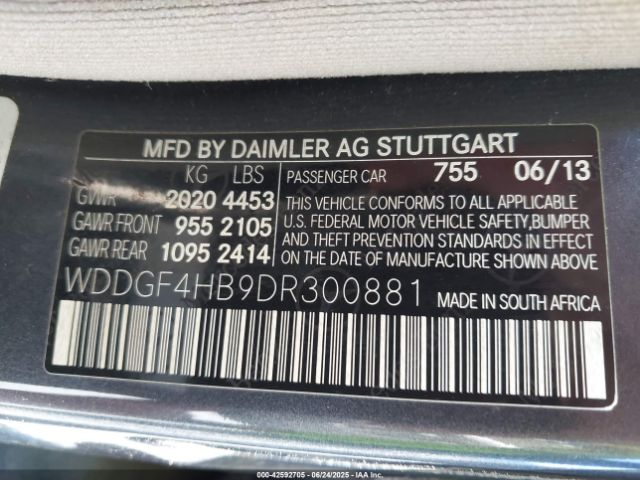 MFD BY DAIMLER AG STUTTGART
KG LBS PASSENGER CAR 755 06/13
GVWR 2020 4453 THIS VEHICLE CONFORMS TO ALL APPLICABLE
GAWR FRONT 955 2105 U.S. FEDERAL MOTOR VEHICLE SAFETY, BUMPER
AND THEFT PREVENTION STANDARDS IN EFFECT
GAWR REAR 1095 2414 ON THE DATE OF MANUFACTURE SHOWN ABOVE.
WDDGF4HB9DR300881 MADE IN SOUTH AFRICA
000-42592705 - 06/24/2025 - IAAI.COM